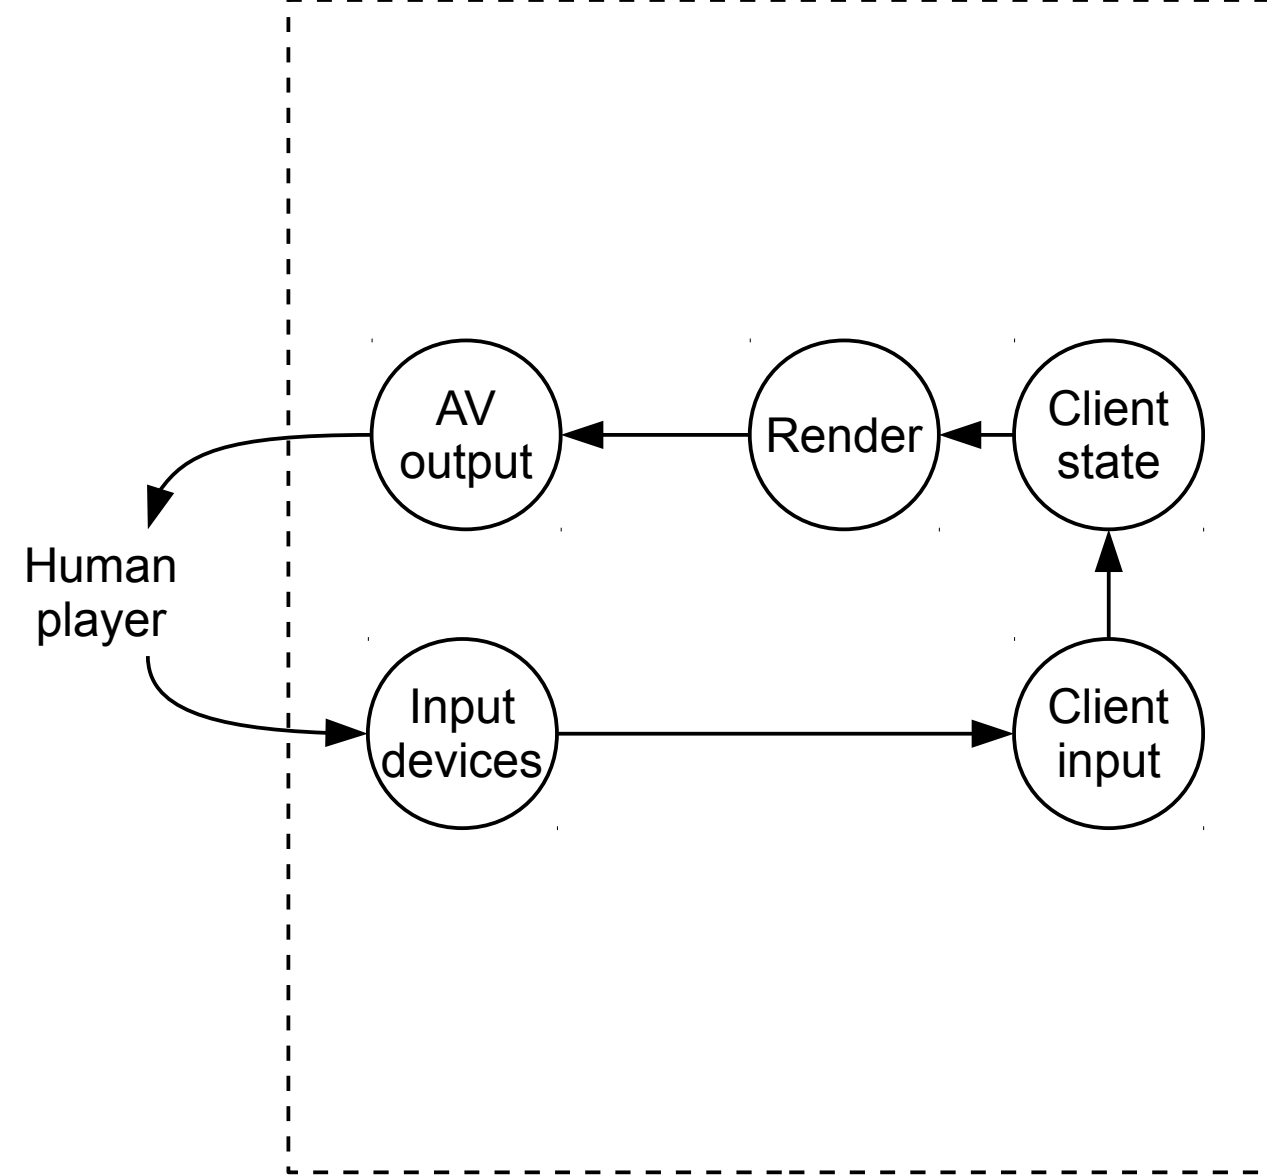 AV
output
Render
Client
state
Human
player
Input
devices
Client
input